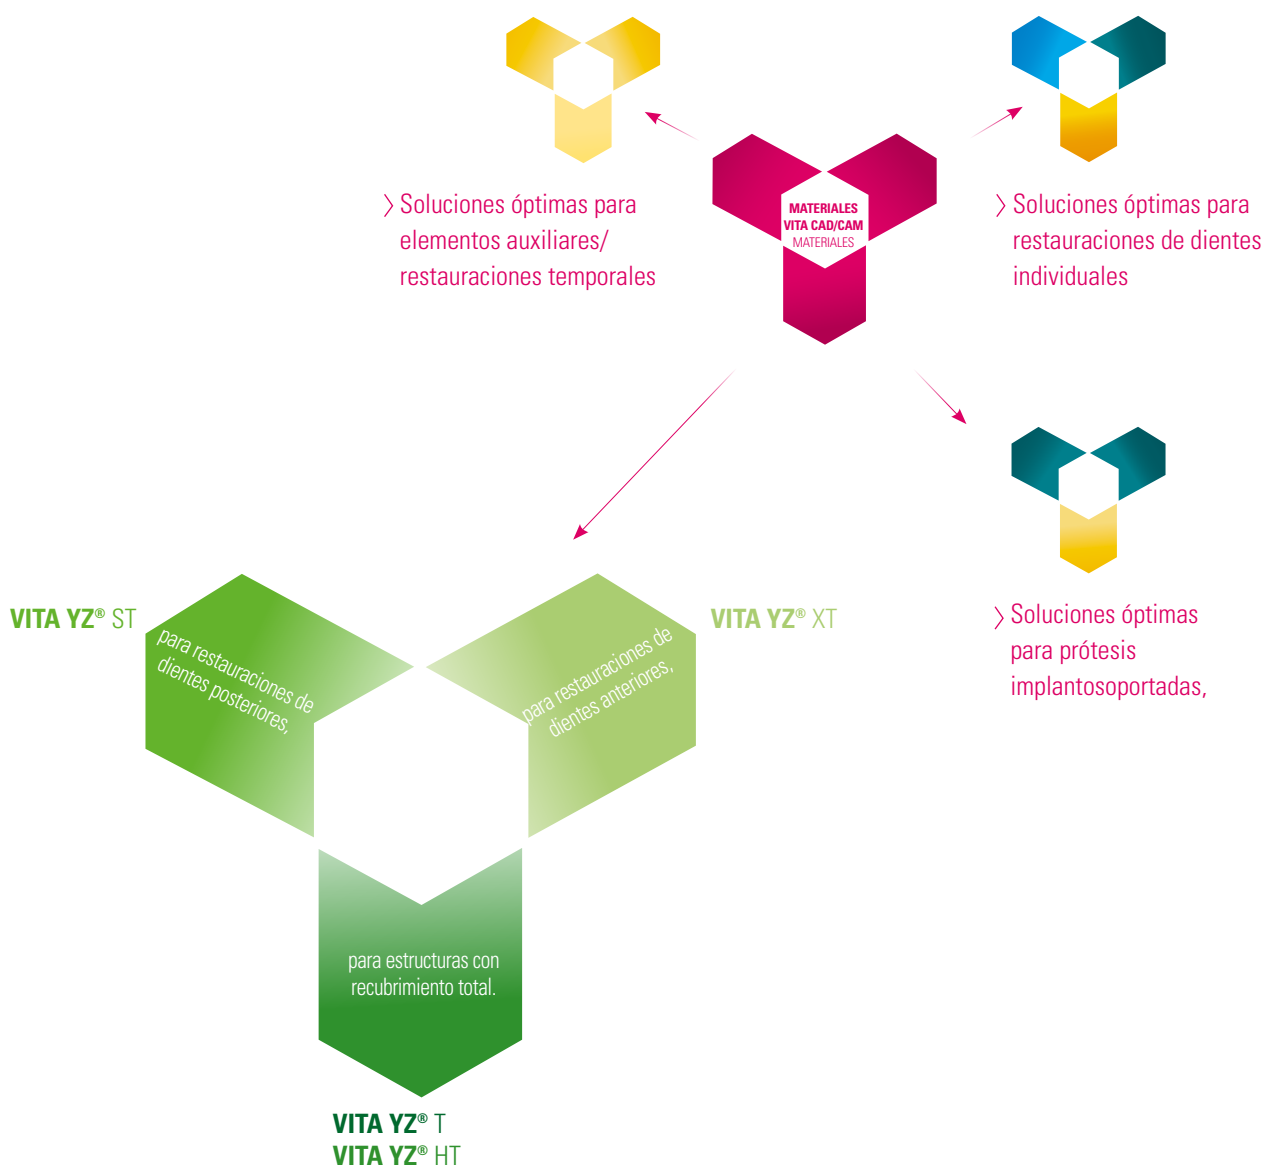 MATERIALES
VITA CAD/CAM
MATERIALES
〉Soluciones óptimas para
elementos auxiliares/
restauraciones temporales
〉Soluciones óptimas para
restauraciones de dientes
individuales
〉Soluciones óptimas
para prótesis
implantosoportadas,
VITA YZ® ST
para restauraciones de
dientes posteriores,
VITA YZ® XT
para restauraciones de
dientes anteriores,
para estructuras con
recubrimiento total.
VITA YZ® T
VITA YZ® HT